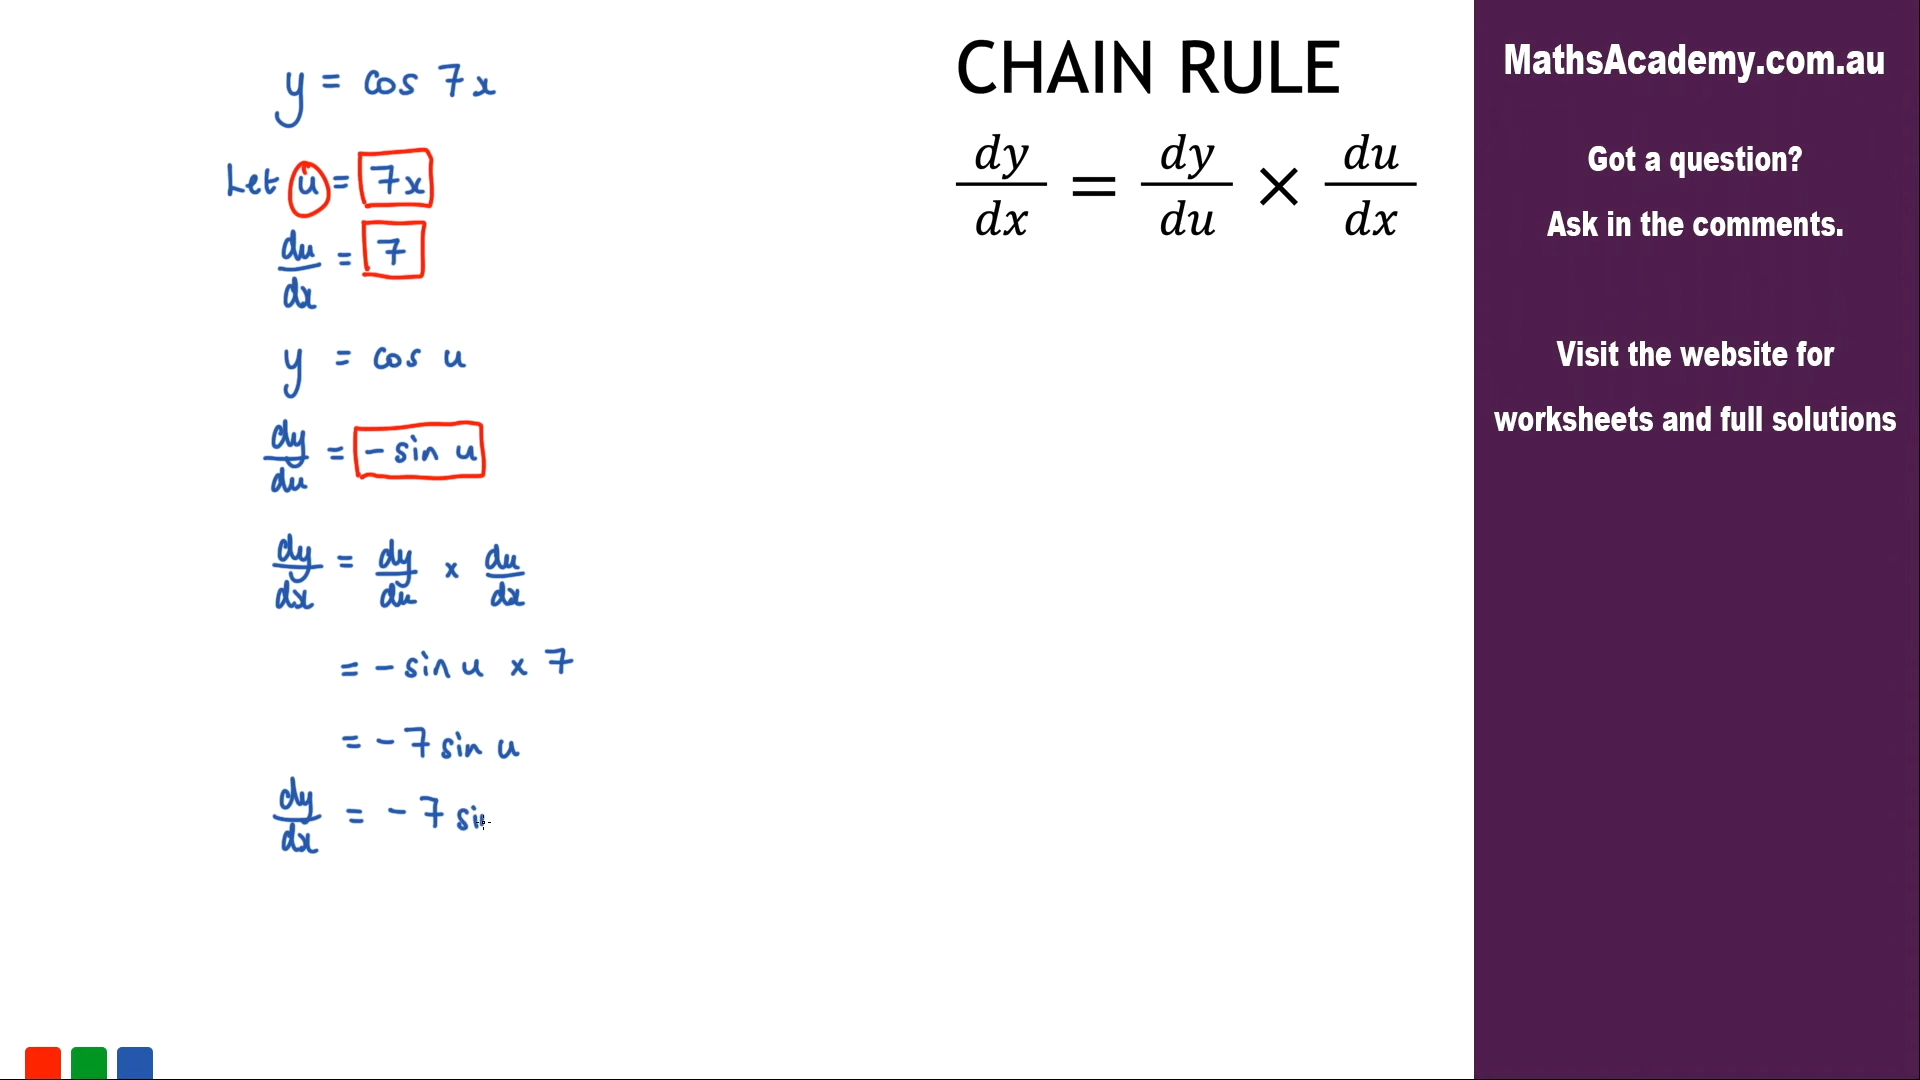 y = cos 7x
Let u = 7x
du/dx = 7
y = cos u
dy/du = - sin u
dy/dx = dy/du x du/dx
= - sin u x 7
= - 7 sin u
dy/dx = - 7 si
CHAIN RULE
dy/dx = dy/du × du/dx
MathsAcademy.com.au
Got a question?
Ask in the comments.
Visit the website for
worksheets and full solutions